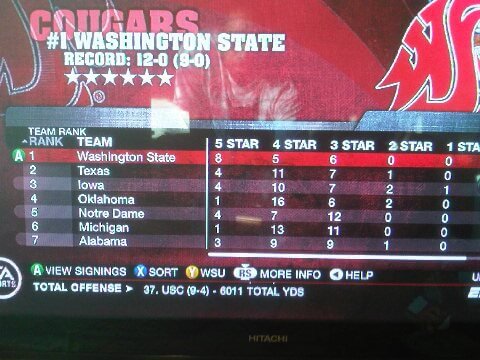 COUGARS
#1 WASHINGTON STATE
RECORD: 12-0 (9-0)
TEAM RANK
RANK TEAM 5 STAR 4 STAR 3 STAR 2 STAR 1 STA
A 1 Washington State 8 5 6 0 0
2 Texas 4 11 7 1 0
3 Iowa 4 10 7 2 1
4 Oklahoma 1 16 6 2 0
5 Notre Dame 4 7 12 0 0
6 Michigan 1 13 11 0 0
7 Alabama 3 9 9 1 0
A VIEW SIGNINGS X SORT Y WSU RS MORE INFO HELP
EA
SPORTS
TOTAL OFFENSE 37. USC (9-4) - 6011 TOTAL YDS
HITACHI